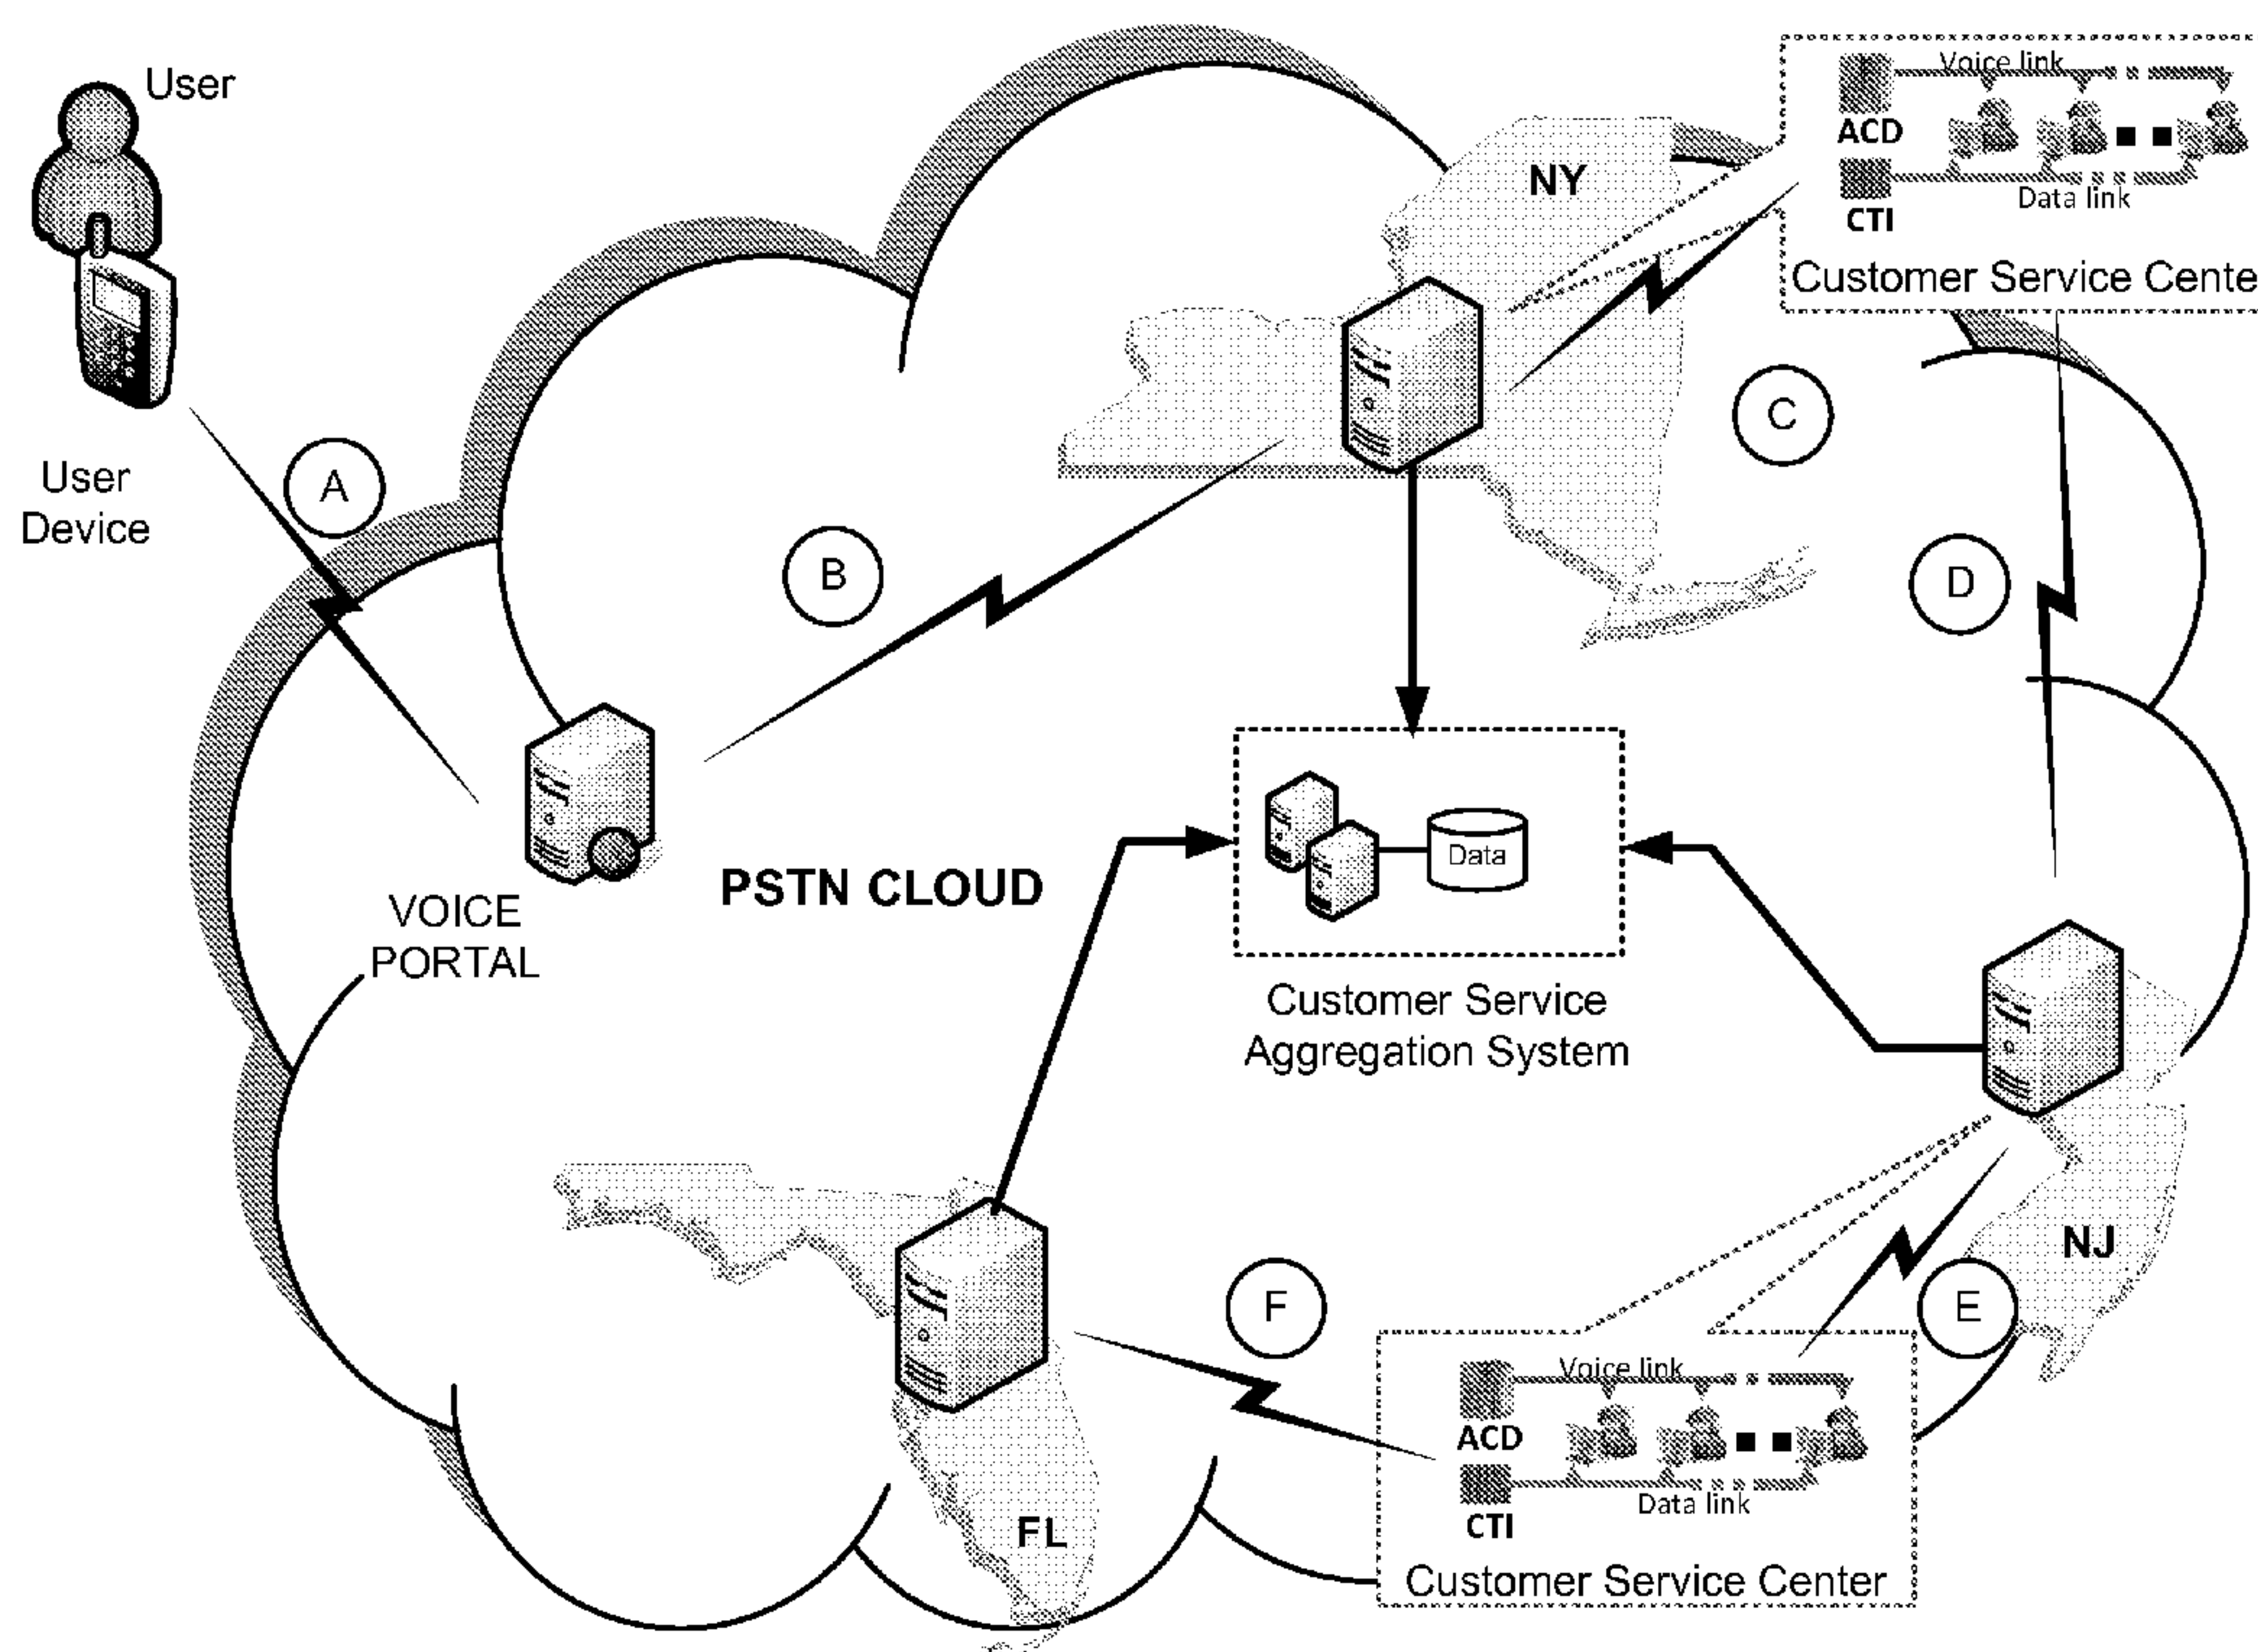 User
Voice link
ACD
Data link
CTI
Customer Service Cente
NY
C
A
User
Device
B
D
VOICE
PORTAL
PSTN CLOUD
Data
Customer Service
Aggregation System
NJ
F
E
Voice link
ACD
Data link
CTI
FL
Customer Service Center